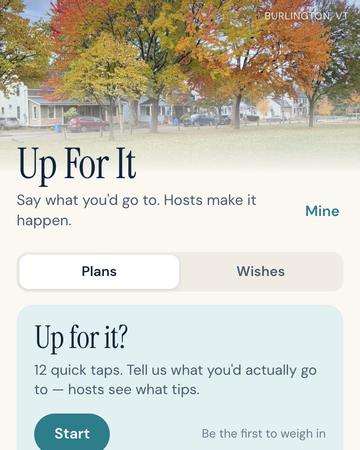 BURLINGTON, VT
Up For It
Say what you'd go to. Hosts make it
happen.
Mine
Plans
Wishes
Up for it?
12 quick taps. Tell us what you'd actually go
to — hosts see what tips.
Start
Be the first to weigh in